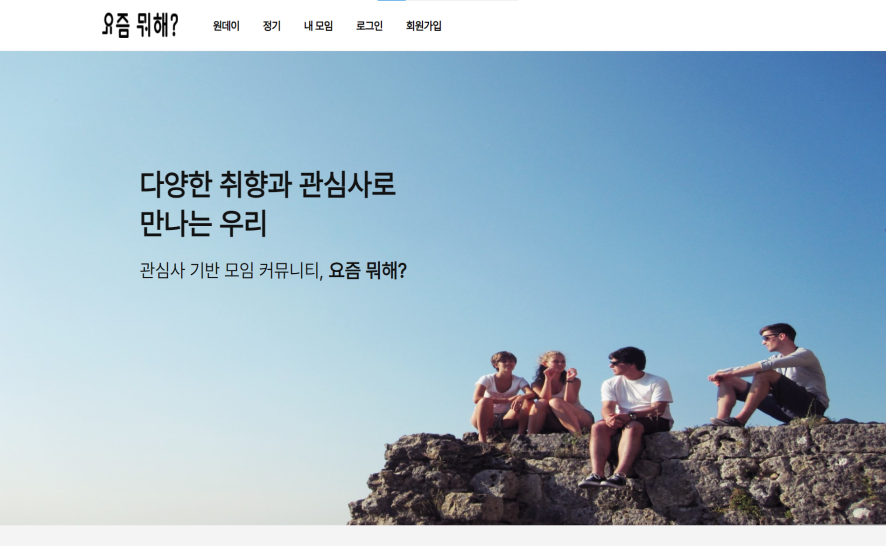 요즘 뭐해?
원데이 정기 내 모임 로그인 회원가입
다양한 취향과 관심사로
만나는 우리
관심사 기반 모임 커뮤니티, 요즘 뭐해?